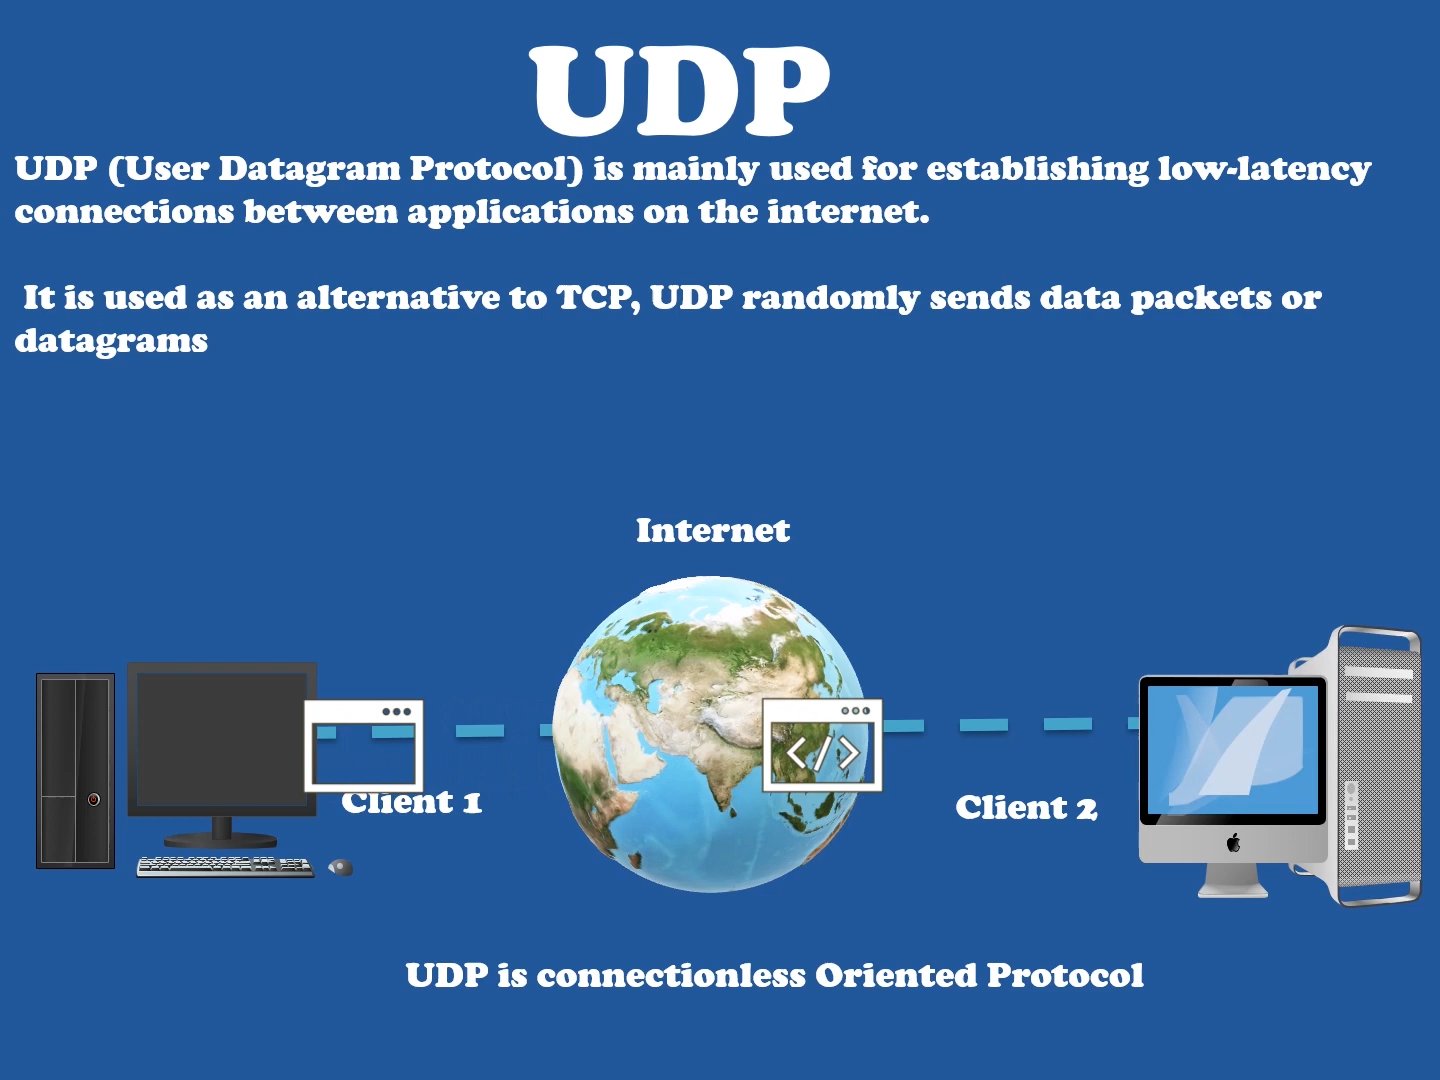 UDP
UDP (User Datagram Protocol) is mainly used for establishing low-latency
connections between applications on the internet.
It is used as an alternative to TCP, UDP randomly sends data packets or
datagrams
Internet
</>
Client 1
Client 2
UDP is connectionless Oriented Protocol